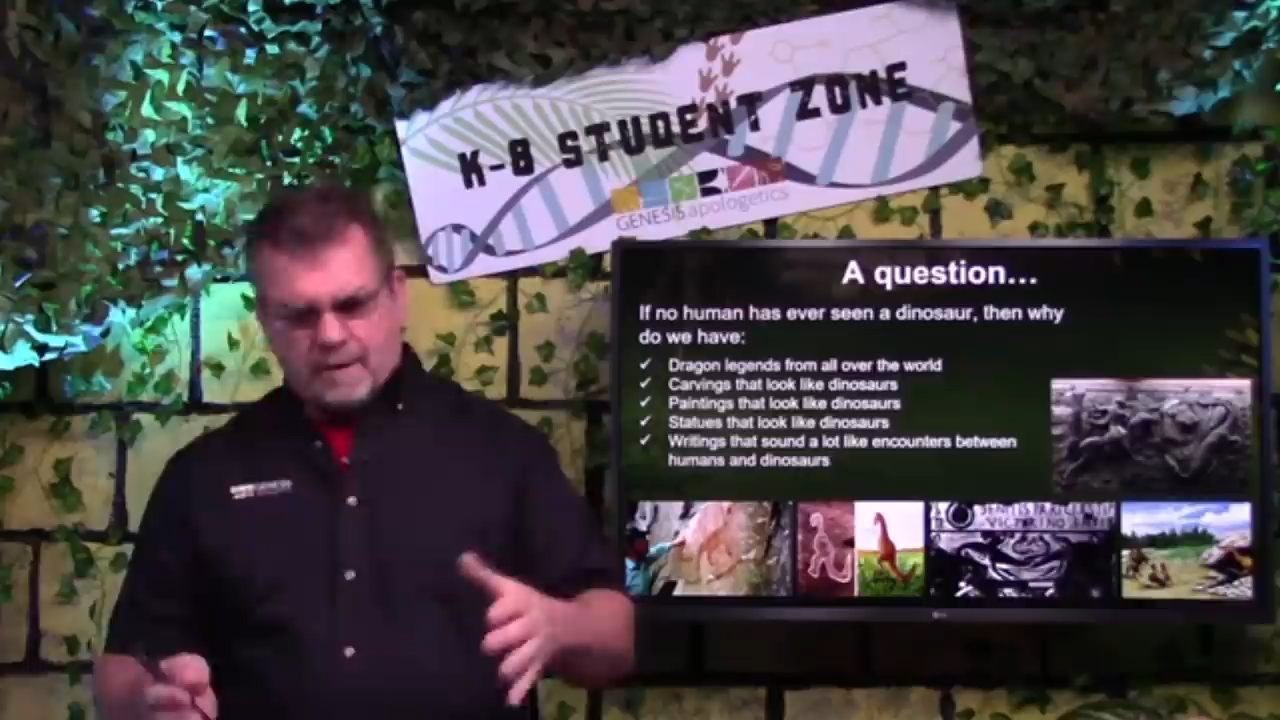 K-8 STUDENT ZONE
GENESIS apologetics
A question...
If no human has ever seen a dinosaur, then why
do we have:
✓ Dragon legends from all over the world
✓ Carvings that look like dinosaurs
✓ Paintings that look like dinosaurs
✓ Statues that look like dinosaurs
✓ Writings that sound a lot like encounters between
humans and dinosaurs